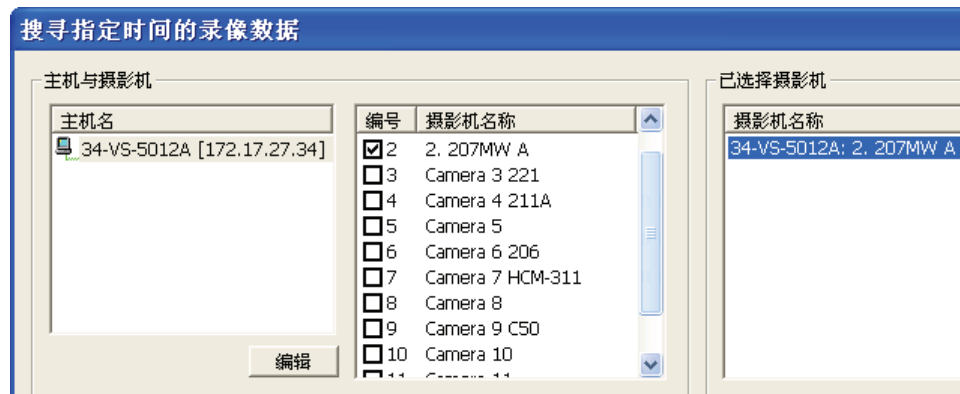 搜寻指定时间的录像数据
主机与摄影机
主机名
34-VS-5012A [172.17.27.34]
编辑
编号 摄影机名称
2 2. 207MW A
3 Camera 3 221
4 Camera 4 211A
5 Camera 5
6 Camera 6 206
7 Camera 7 HCM-311
8 Camera 8
9 Camera 9 C50
10 Camera 10
已选择摄影机
摄影机名称
34-VS-5012A: 2. 207MW A